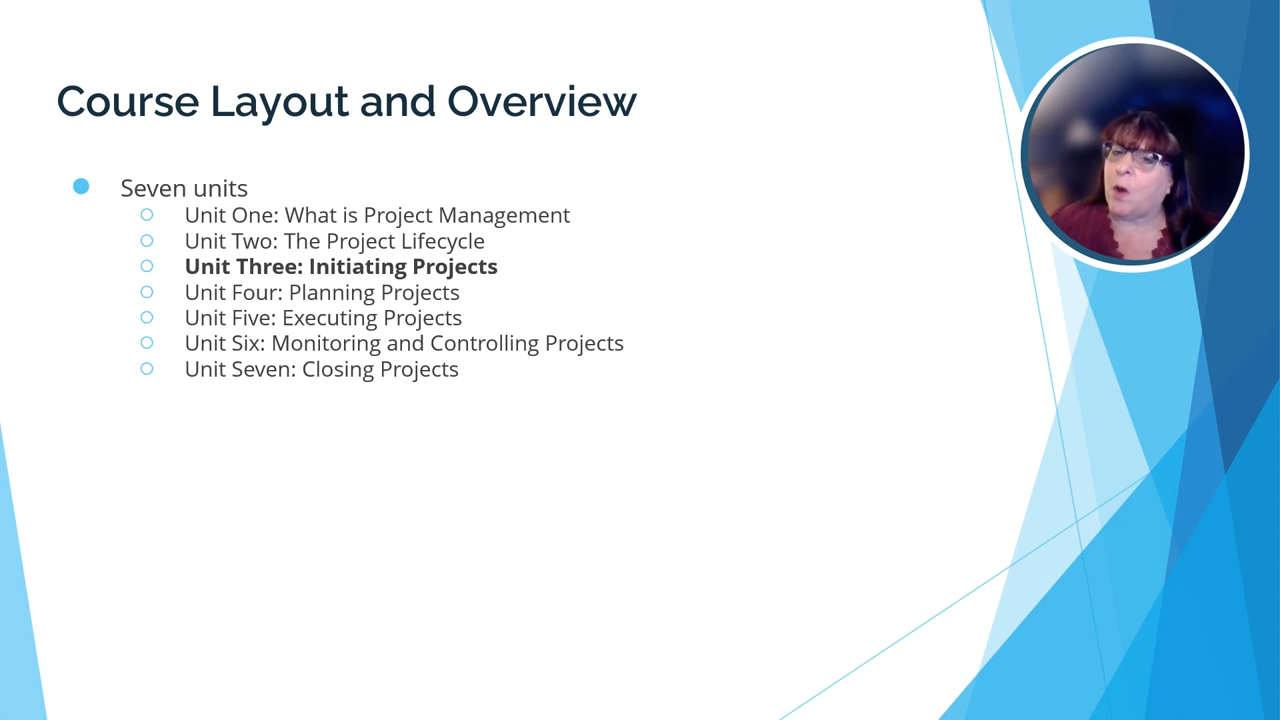 Course Layout and Overview
Seven units
Unit One: What is Project Management
Unit Two: The Project Lifecycle
Unit Three: Initiating Projects
Unit Four: Planning Projects
Unit Five: Executing Projects
Unit Six: Monitoring and Controlling Projects
Unit Seven: Closing Projects